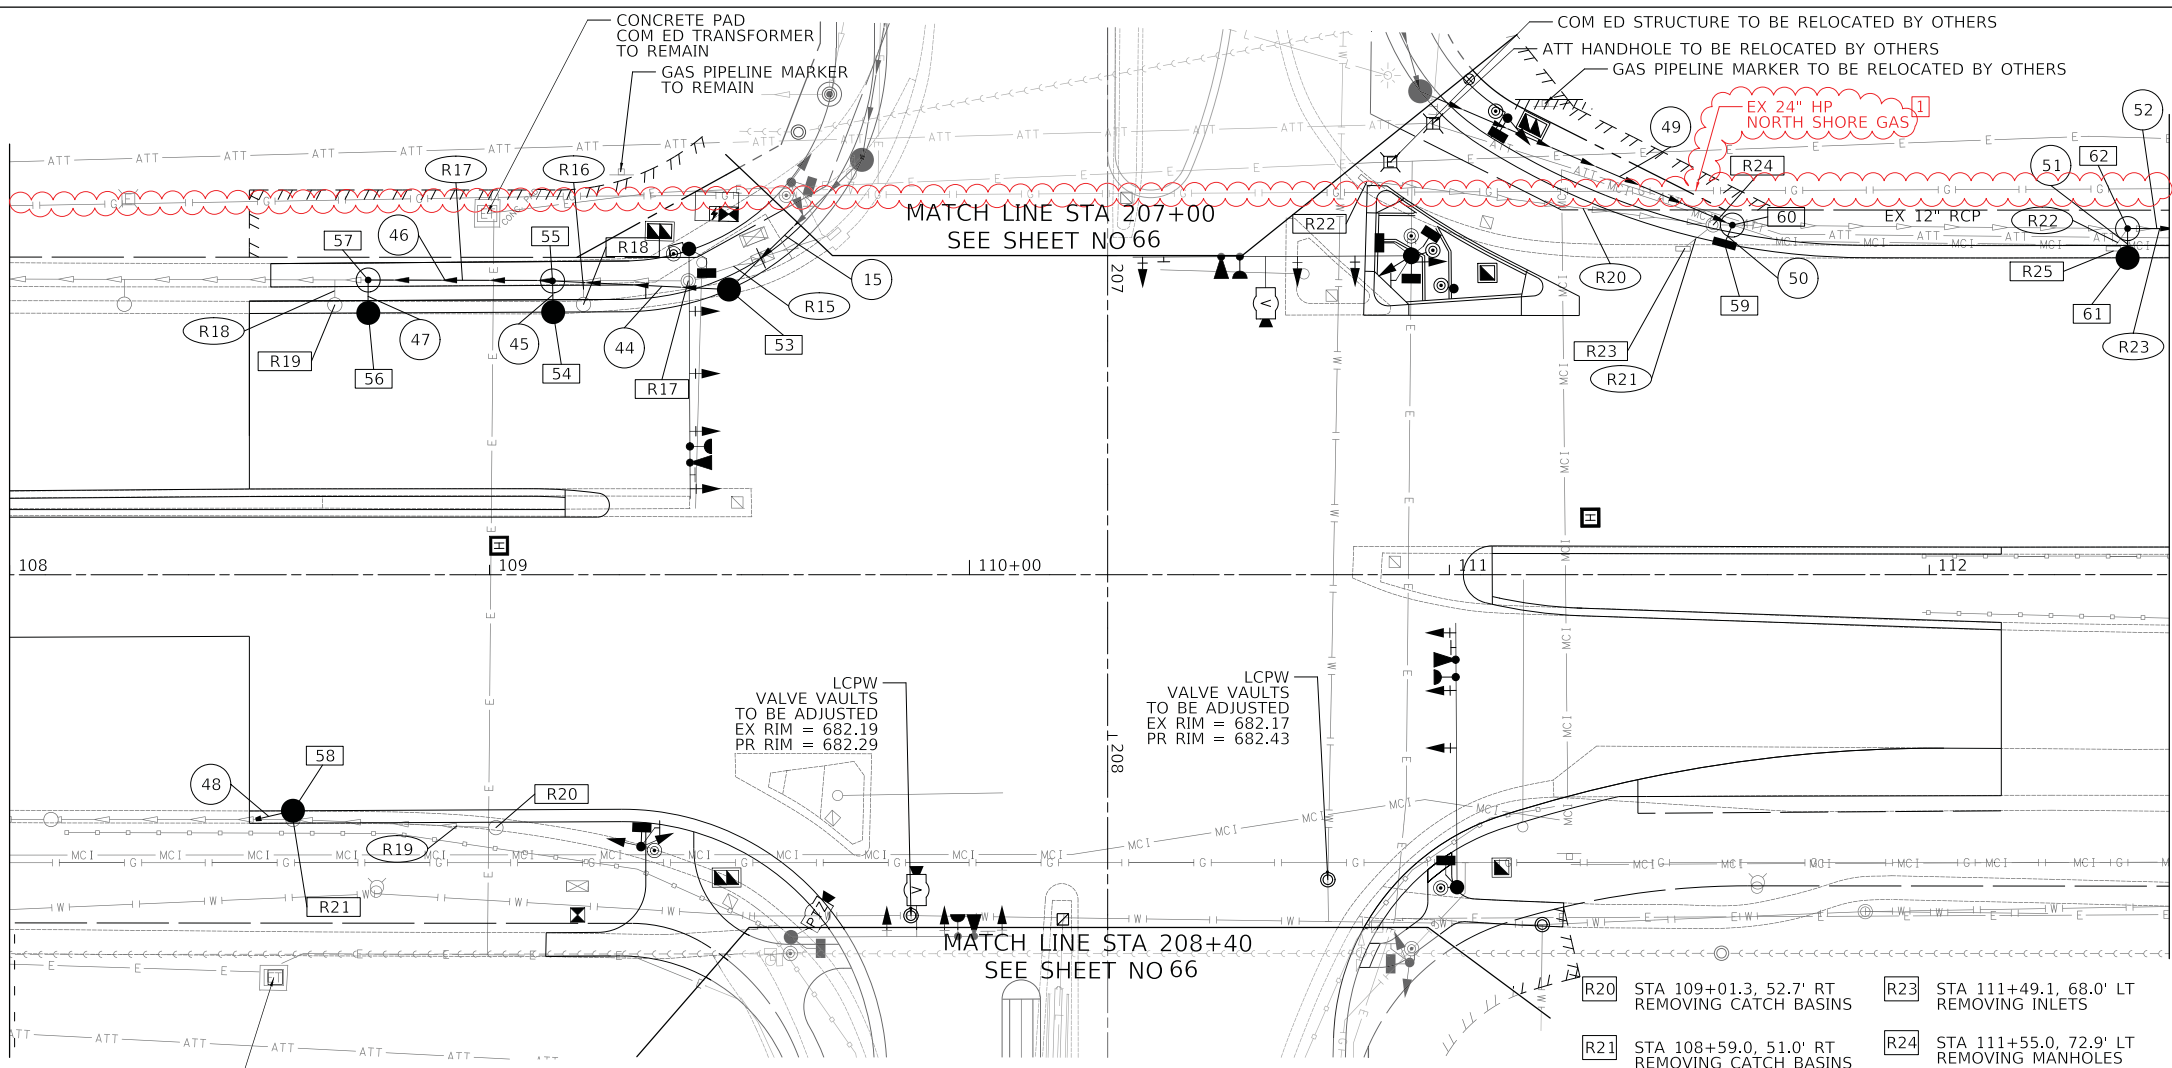 CONCRETE PAD
COM ED TRANSFORMER
TO REMAIN
GAS PIPELINE MARKER
TO REMAIN
COM ED STRUCTURE TO BE RELOCATED BY OTHERS
ATT HANDHOLE TO BE RELOCATED BY OTHERS
GAS PIPELINE MARKER TO BE RELOCATED BY OTHERS
EX 24" HP
NORTH SHORE GAS
1
49
52
51
62
R24
R17
R16
R22
60
EX 12" RCP
R22
MATCH LINE STA 207+00
SEE SHEET NO 66
57
46
55
R18
15
R20
50
R25
R15
59
61
R18
47
45
44
53
R23
R23
R19
56
54
R17
R21
207
108
109
110+00
111
112
LCPW
VALVE VAULTS
TO BE ADJUSTED
EX RIM = 682.19
PR RIM = 682.29
LCPW
VALVE VAULTS
TO BE ADJUSTED
EX RIM = 682.17
PR RIM = 682.43
208
58
48
R20
R19
R21
PTZ
MATCH LINE STA 208+40
SEE SHEET NO 66
R20 STA 109+01.3, 52.7' RT
REMOVING CATCH BASINS
R23 STA 111+49.1, 68.0' LT
REMOVING INLETS
R21 STA 108+59.0, 51.0' RT
REMOVING CATCH BASINS
R24 STA 111+55.0, 72.9' LT
REMOVING MANHOLES